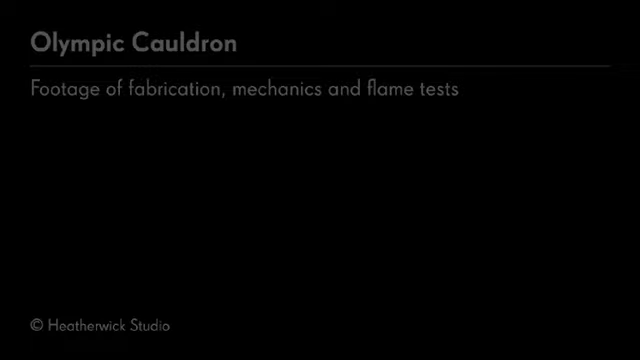 Olympic Cauldron
Footage of fabrication, mechanics and flame tests
© Heatherwick Studio